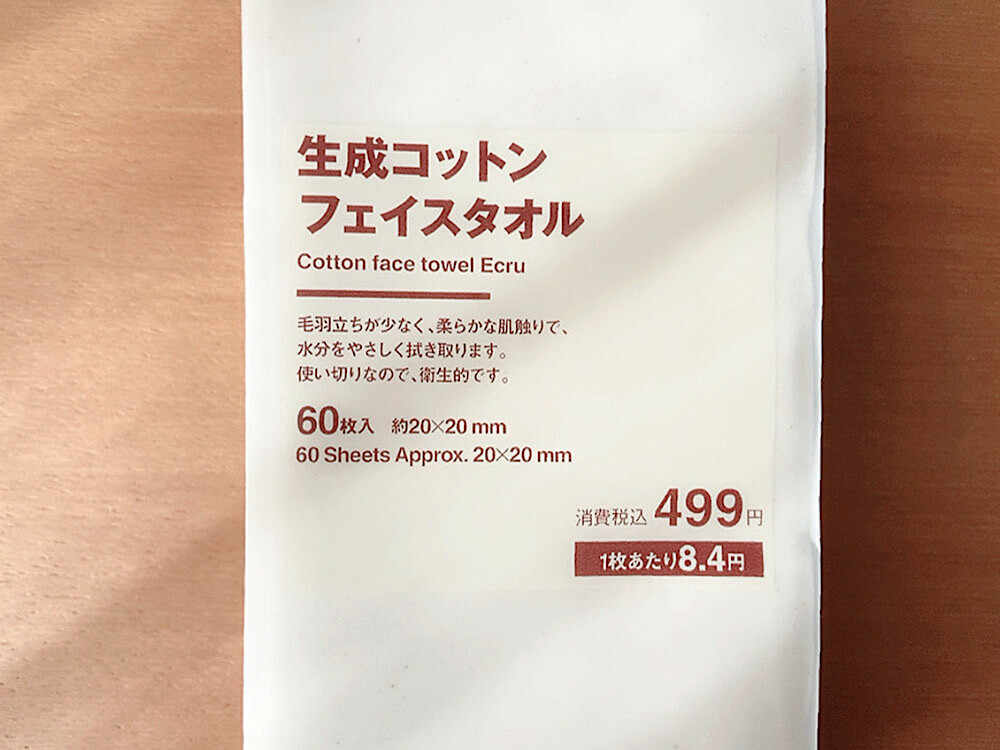 生成コットン
フェイスタオル
Cotton face towel Ecru
毛羽立ちが少なく、柔らかな肌触りで、
水分をやさしく拭き取ります。
使い切りなので、衛生的です。
60枚入 約20×20 mm
60 Sheets Approx. 20×20 mm
消費税込 499円
1枚あたり8.4円